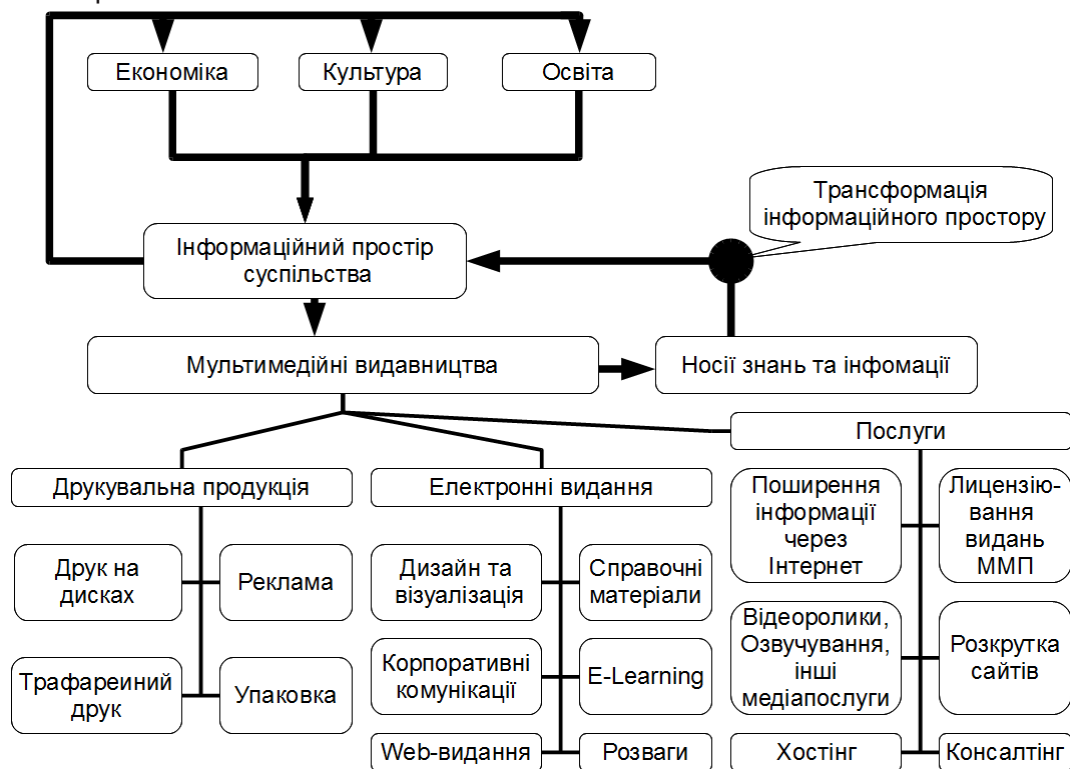 Економіка
Культура
Освіта
Трансформація
інформаційного простору
Інформаційний простір
суспільства
Мультимедійні видавництва
Носії знань та інфомації
Послуги
Друкувальна продукція
Електронні видання
Поширення
інформації
через
Інтернет
Лицензію-
вання
видань
ММП
Друк на
дисках
Реклама
Дизайн та
візуалізація
Справочні
матеріали
Відеоролики,
Озвучування,
інші
медіапослуги
Розкрутка
сайтів
Трафареиний
друк
Упаковка
Корпоративні
комунікації
E-Learning
Web-видання
Розваги
Хостінг
Консалтінг